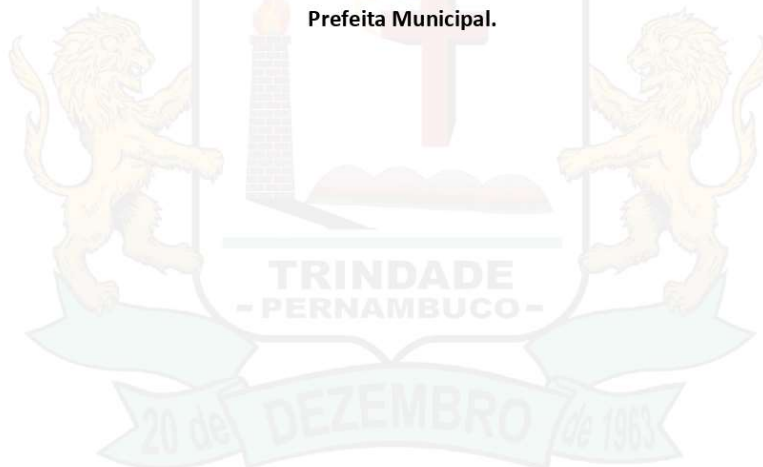 Prefeita Municipal.
TRINDADE
- PERNAMBUCO -
20 de DEZEMBRO de 1963